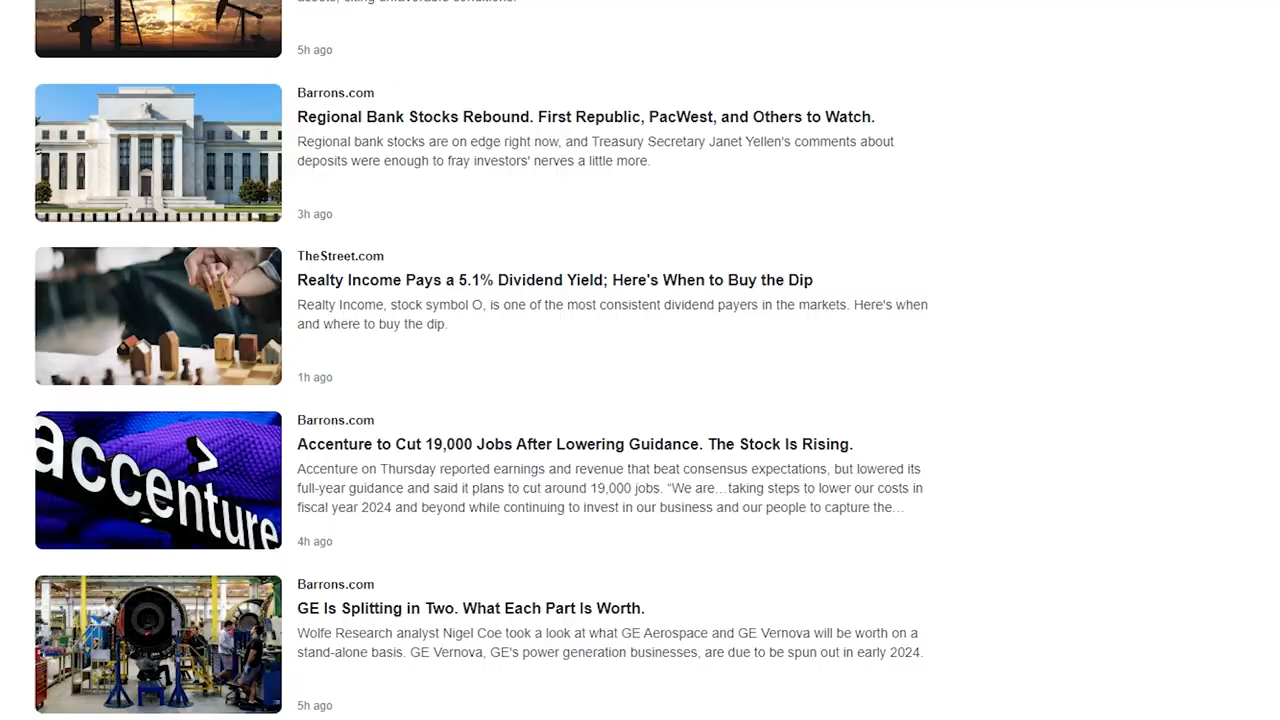 assets, citing unfavorable conditions.
5h ago
Barrons.com
Regional Bank Stocks Rebound. First Republic, PacWest, and Others to Watch.
Regional bank stocks are on edge right now, and Treasury Secretary Janet Yellen's comments about
deposits were enough to fray investors' nerves a little more.
3h ago
TheStreet.com
Realty Income Pays a 5.1% Dividend Yield; Here's When to Buy the Dip
Realty Income, stock symbol O, is one of the most consistent dividend payers in the markets. Here's when
and where to buy the dip.
1h ago
accenture
Barrons.com
Accenture to Cut 19,000 Jobs After Lowering Guidance. The Stock Is Rising.
Accenture on Thursday reported earnings and revenue that beat consensus expectations, but lowered its
full-year guidance and said it plans to cut around 19,000 jobs. “We are…taking steps to lower our costs in
fiscal year 2024 and beyond while continuing to invest in our business and our people to capture the…
4h ago
Barrons.com
GE Is Splitting in Two. What Each Part Is Worth.
Wolfe Research analyst Nigel Coe took a look at what GE Aerospace and GE Vernova will be worth on a
stand-alone basis. GE Vernova, GE's power generation businesses, are due to be spun out in early 2024.
5h ago